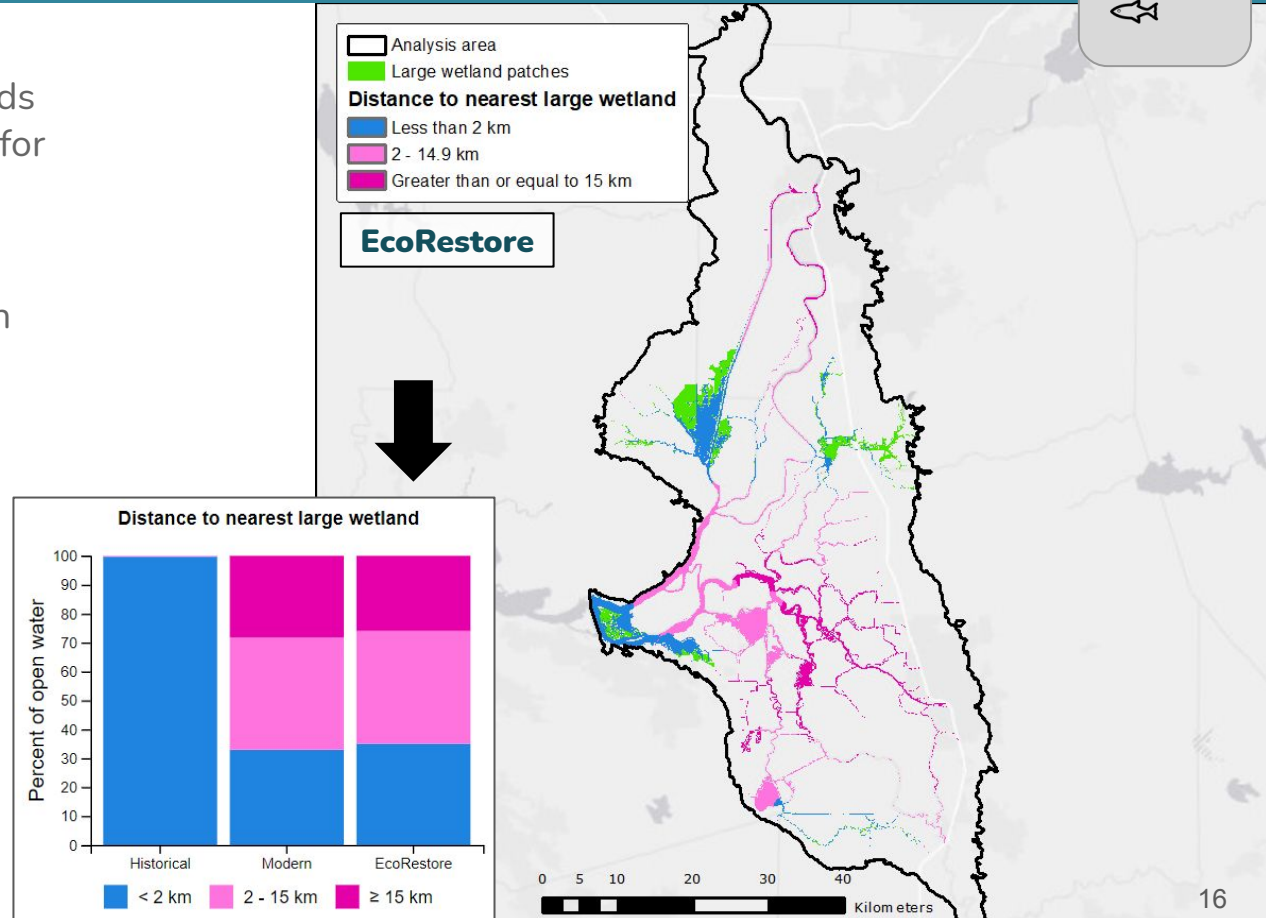 ds
for
n
Analysis area
Large wetland patches
Distance to nearest large wetland
Less than 2 km
2 - 14.9 km
Greater than or equal to 15 km
EcoRestore
Distance to nearest large wetland
Percent of open water
100
90
80
70
60
50
40
30
20
10
0
Historical Modern EcoRestore
< 2 km 2 - 15 km ≥ 15 km
0 5 10 20 30 40
Kilometers
16